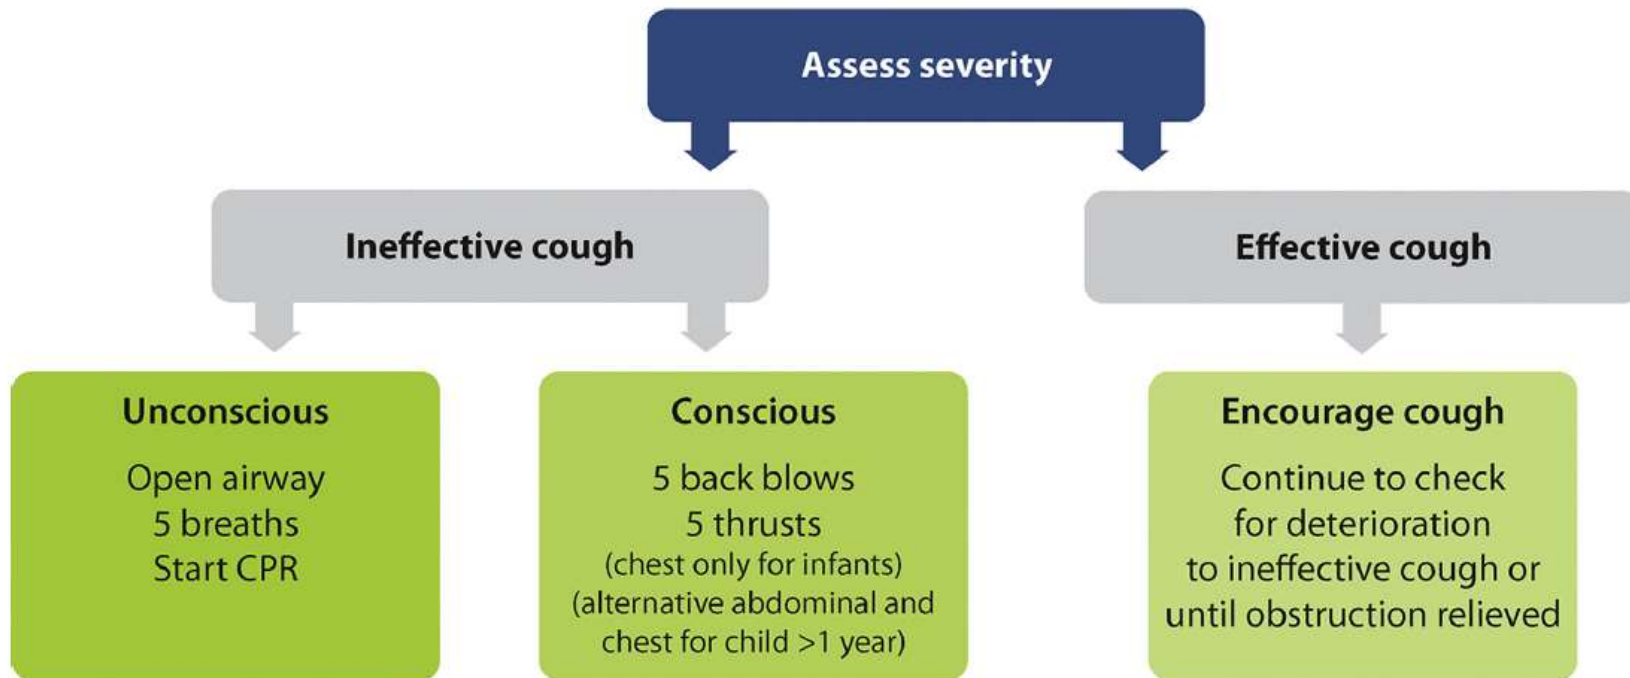 Assess severity
Ineffective cough
Effective cough
Unconscious
Open airway
5 breaths
Start CPR
Conscious
5 back blows
5 thrusts
(chest only for infants)
(alternative abdominal and
chest for child >1 year)
Encourage cough
Continue to check
for deterioration
to ineffective cough or
until obstruction relieved